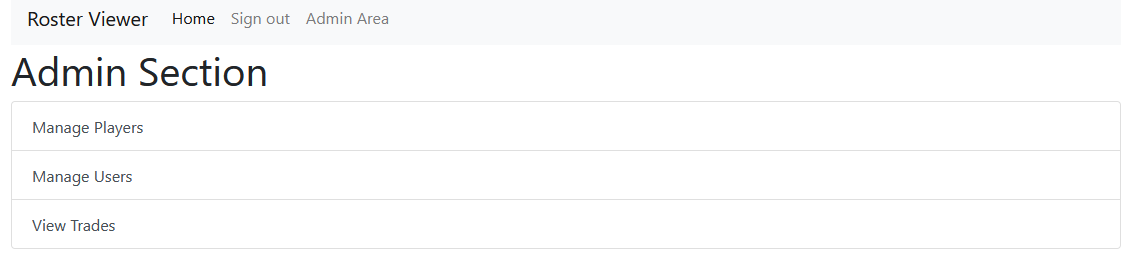 Roster Viewer Home Sign out Admin Area
Admin Section
Manage Players
Manage Users
View Trades